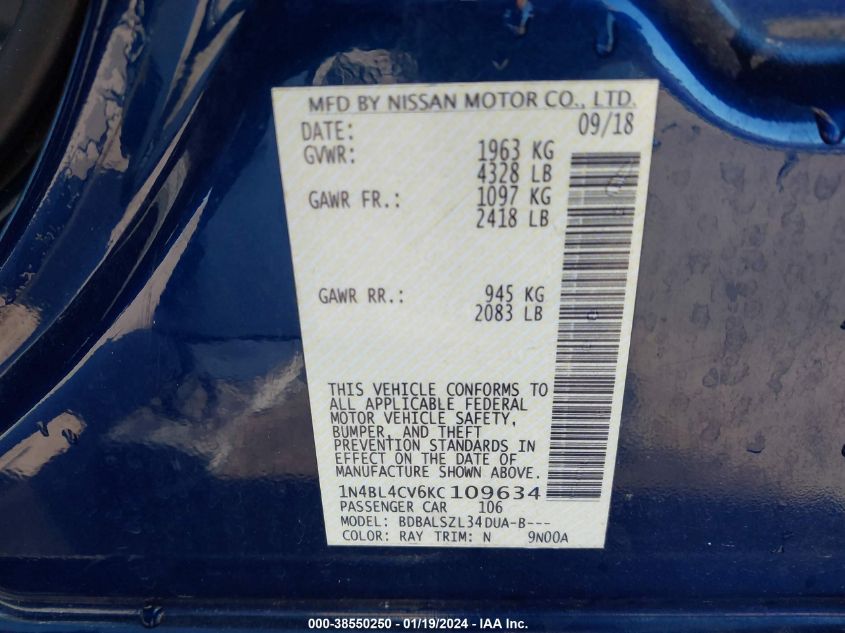 MFD BY NISSAN MOTOR CO., LTD.
DATE: 09/18
GVWR: 1963 KG
4328 LB
GAWR FR.: 1097 KG
2418 LB
GAWR RR.: 945 KG
2083 LB
THIS VEHICLE CONFORMS TO
ALL APPLICABLE FEDERAL
MOTOR VEHICLE SAFETY,
BUMPER, AND THEFT
PREVENTION STANDARDS IN
EFFECT ON THE DATE OF
MANUFACTURE SHOWN ABOVE.
1N4BL4CV6KC109634
PASSENGER CAR 106
MODEL: BDBALSZL34DUA-B---
COLOR: RAY TRIM: N 9N00A
000-38550250 - 01/19/2024 - IAA Inc.